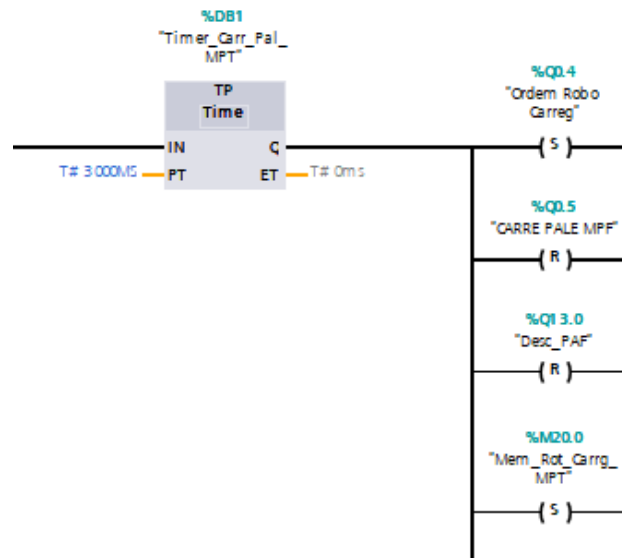 %DB1
"Timer_Carr_Pal_
MPT"
TP
Time
IN
Q
T# 3000MS
PT
ET
T# 0ms
%Q0.4
"Ordem Robo
Carreg"
S
%Q0.5
"CARRE PALE MPF"
R
%Q13.0
"Desc_PAF"
R
%M20.0
"Mem_Rot_Carrg_
MPT"
S